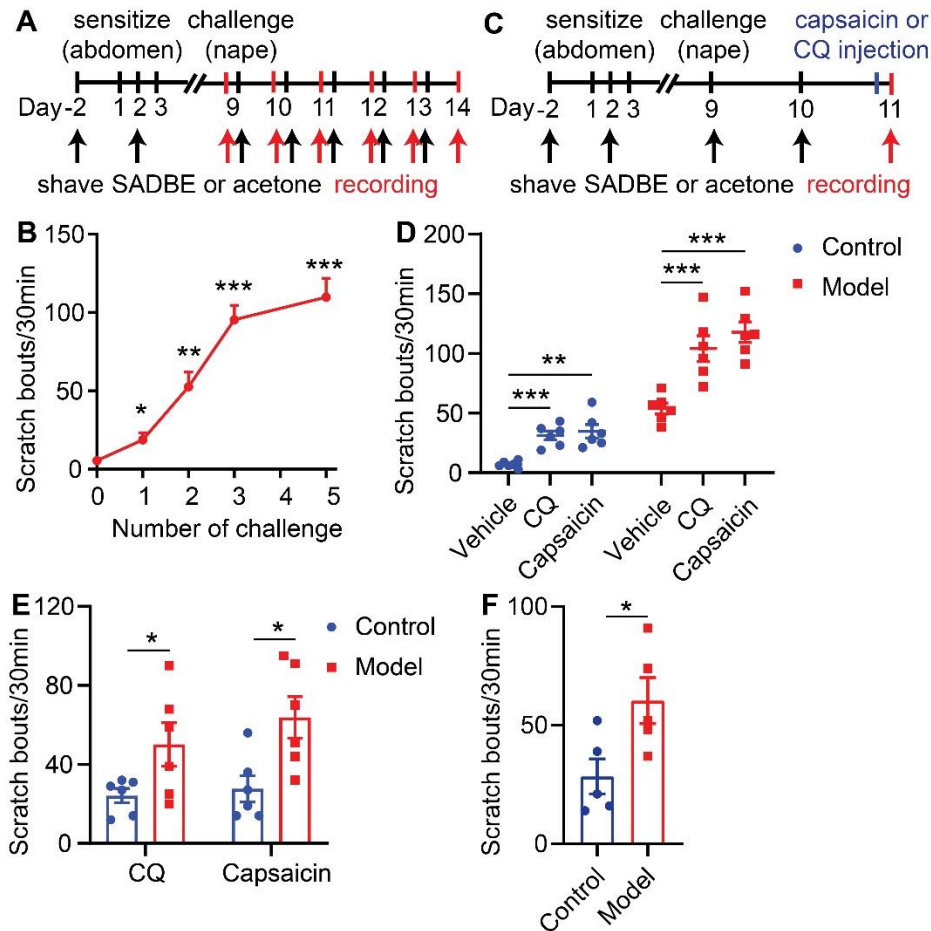 A
sensitize challenge
(abdomen) (nape)
Day-2 1 2 3 9 10 11 12 13 14
shave SADBE or acetone recording
C
sensitize challenge capsaicin or
(abdomen) (nape) CQ injection
Day-2 1 2 3 9 10 11
shave SADBE or acetone recording
B
Scratch bouts/30min
150
100
50
0
0 1 2 3 4 5
* ** *** ***
Number of challenge
D
Scratch bouts/30min
200
150
100
50
0
*** **
*** ***
Control
Model
Vehicle CQ Capsaicin Vehicle CQ Capsaicin
E
Scratch bouts/30min
120
80
40
0
* *
Control
Model
CQ Capsaicin
F
Scratch bouts/30min
100
50
0
*
Control Model